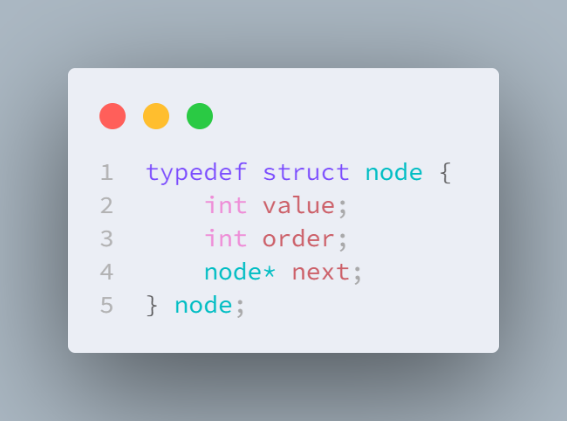 1 typedef struct node {
2     int value;
3     int order;
4     node* next;
5 } node;